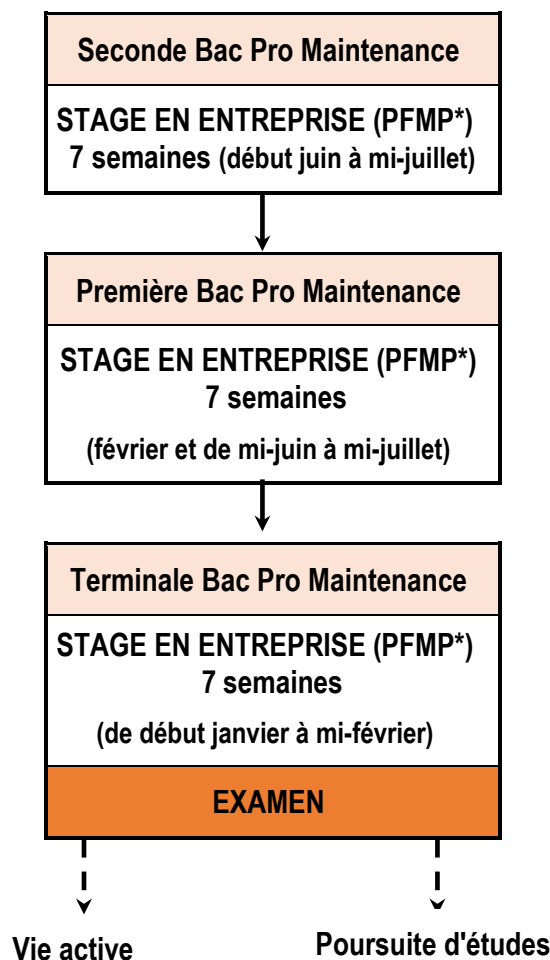 Seconde Bac Pro Maintenance
STAGE EN ENTREPRISE (PFMP*)
7 semaines (début juin à mi-juillet)
Première Bac Pro Maintenance
STAGE EN ENTREPRISE (PFMP*)
7 semaines
(février et de mi-juin à mi-juillet)
Terminale Bac Pro Maintenance
STAGE EN ENTREPRISE (PFMP*)
7 semaines
(de début janvier à mi-février)
EXAMEN
Vie active
Poursuite d'études